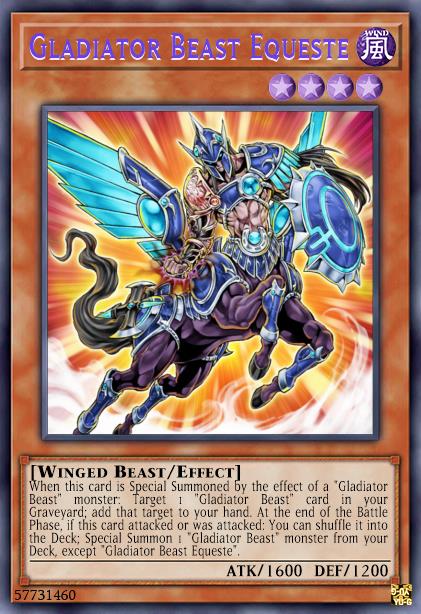 Gladiator Beast Equeste
WIND
風
[Winged Beast/Effect]
When this card is Special Summoned by the effect of a "Gladiator
Beast" monster: Target 1 "Gladiator Beast" card in your
Graveyard; add that target to your hand. At the end of the Battle
Phase, if this card attacked or was attacked: You can shuffle it into
the Deck; Special Summon 1 "Gladiator Beast" monster from your
Deck, except "Gladiator Beast Equeste".
ATK/1600 DEF/1200
57731460